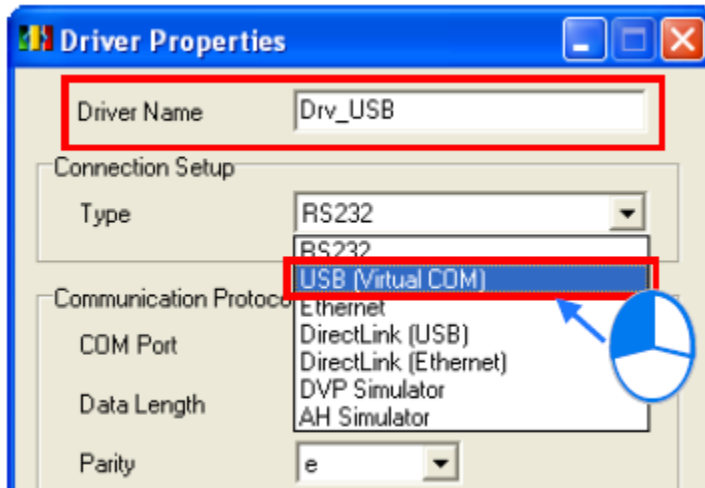 Driver Properties
Driver Name Drv_USB
Connection Setup
Type RS232
RS232
USB (Virtual COM)
Communication Protoco
Ethernet
DirectLink (USB)
COM Port
DirectLink (Ethernet)
DVP Simulator
Data Length
AH Simulator
Parity e